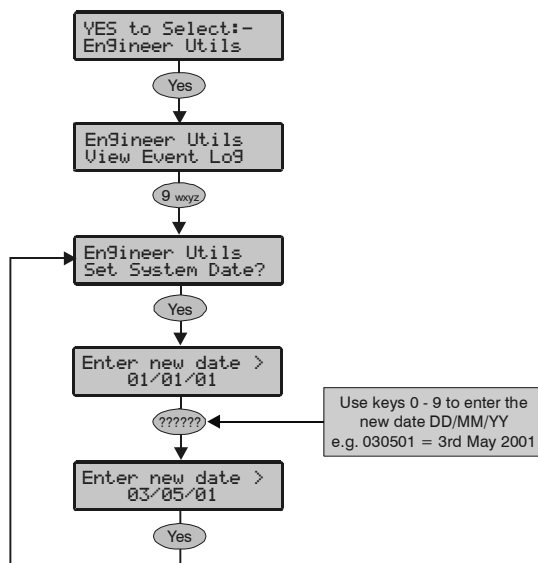 YES to Select:-
Engineer Utils
Yes
Engineer Utils
View Event Log
9 wxyz
Engineer Utils
Set System Date?
Yes
Enter new date >
01/01/01
??????
Use keys 0 - 9 to enter the
new date DD/MM/YY
e.g. 030501 = 3rd May 2001
Enter new date >
03/05/01
Yes